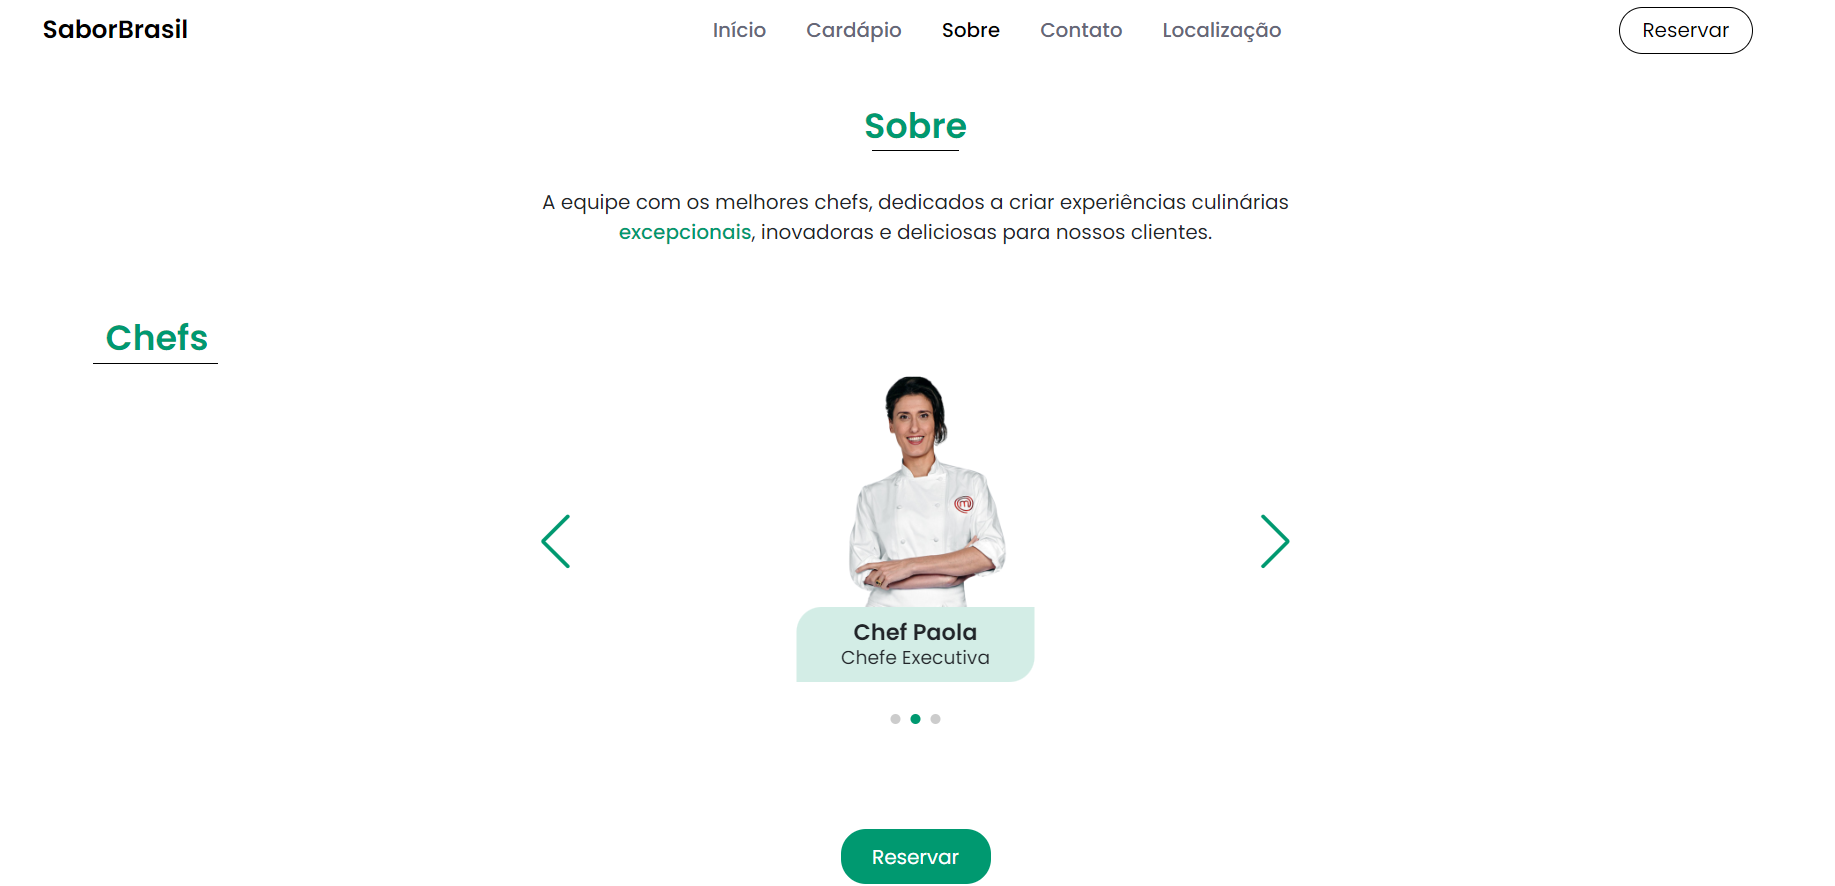 SaborBrasil
Início
Cardápio
Sobre
Contato
Localização
Reservar
Sobre
A equipe com os melhores chefs, dedicados a criar experiências culinárias
excepcionais, inovadoras e deliciosas para nossos clientes.
Chefs
Chef Paola
Chefe Executiva
Reservar